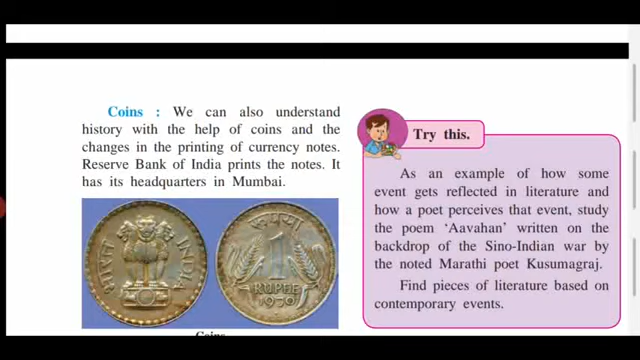 Coins : We can also understand
history with the help of coins and the
changes in the printing of currency notes.
Reserve Bank of India prints the notes. It
has its headquarters in Mumbai.
भारत
INDIA
रुपया
1
RUPEE
1970
Coins
Try this.
As an example of how some
event gets reflected in literature and
how a poet perceives that event, study
the poem ‘Aavahan’ written on the
backdrop of the Sino-Indian war by
the noted Marathi poet Kusumagraj.
Find pieces of literature based on
contemporary events.